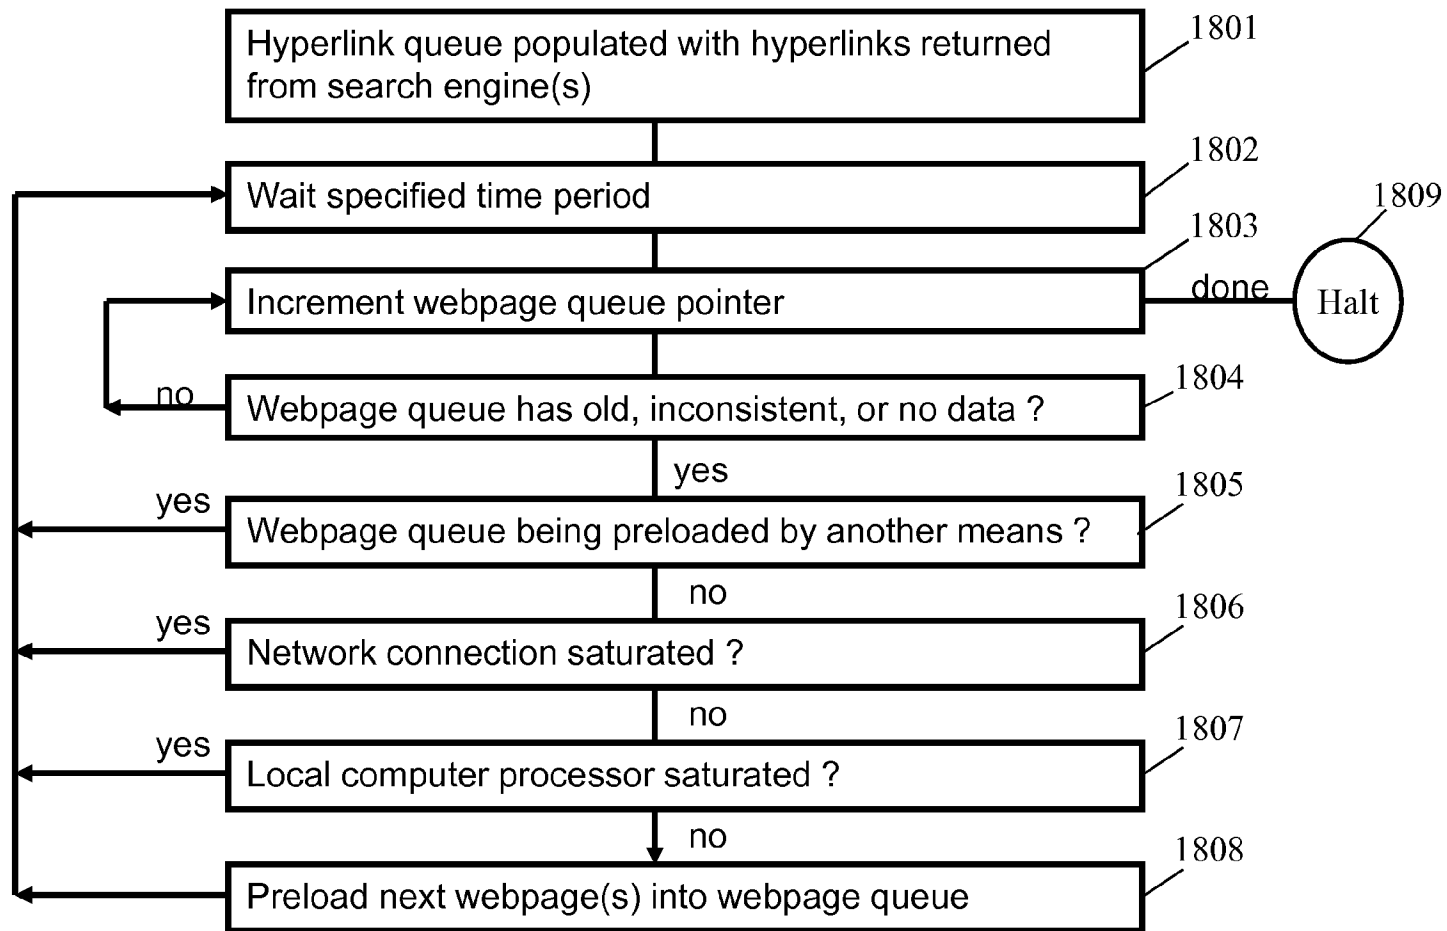 Hyperlink queue populated with hyperlinks returned
from search engine(s)
1801
Wait specified time period
1802
Increment webpage queue pointer
1803
done
Halt
1809
Webpage queue has old, inconsistent, or no data ?
1804
no
yes
Webpage queue being preloaded by another means ?
1805
yes
no
Network connection saturated ?
1806
yes
no
Local computer processor saturated ?
1807
yes
no
Preload next webpage(s) into webpage queue
1808